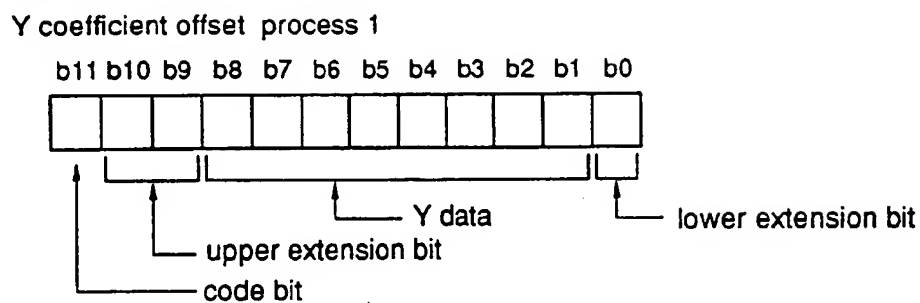 Y coefficient offset process 1
b11 b10 b9 b8 b7 b6 b5 b4 b3 b2 b1 b0
Y data
lower extension bit
upper extension bit
code bit